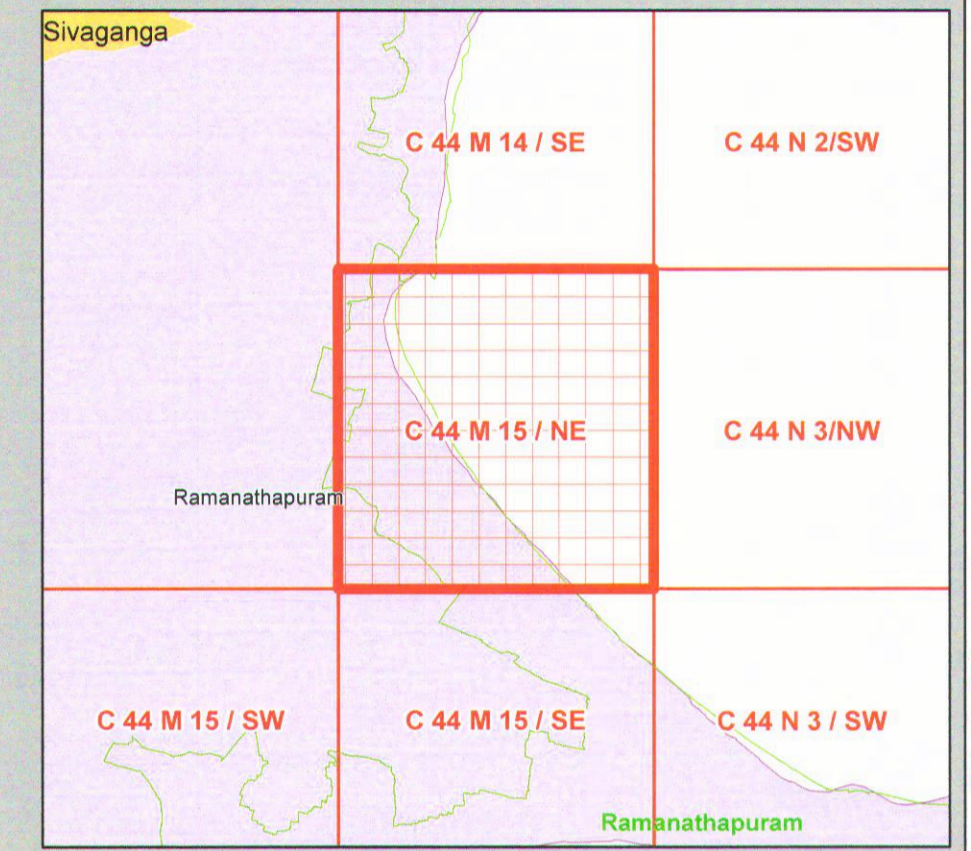 Sivaganga
C 44 M 14 / SE
C 44 N 2/SW
C 44 M 15 / NE
C 44 N 3/NW
Ramanathapuram
C 44 M 15 / SW
C 44 M 15 / SE
C 44 N 3 / SW
Ramanathapuram